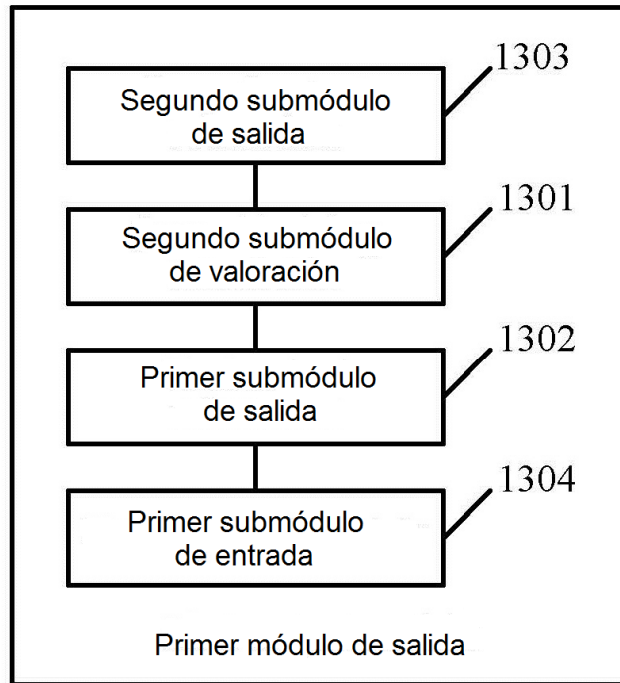 1303
Segundo submódulo
de salida
1301
Segundo submódulo
de valoración
1302
Primer submódulo
de salida
1304
Primer submódulo
de entrada
Primer módulo de salida